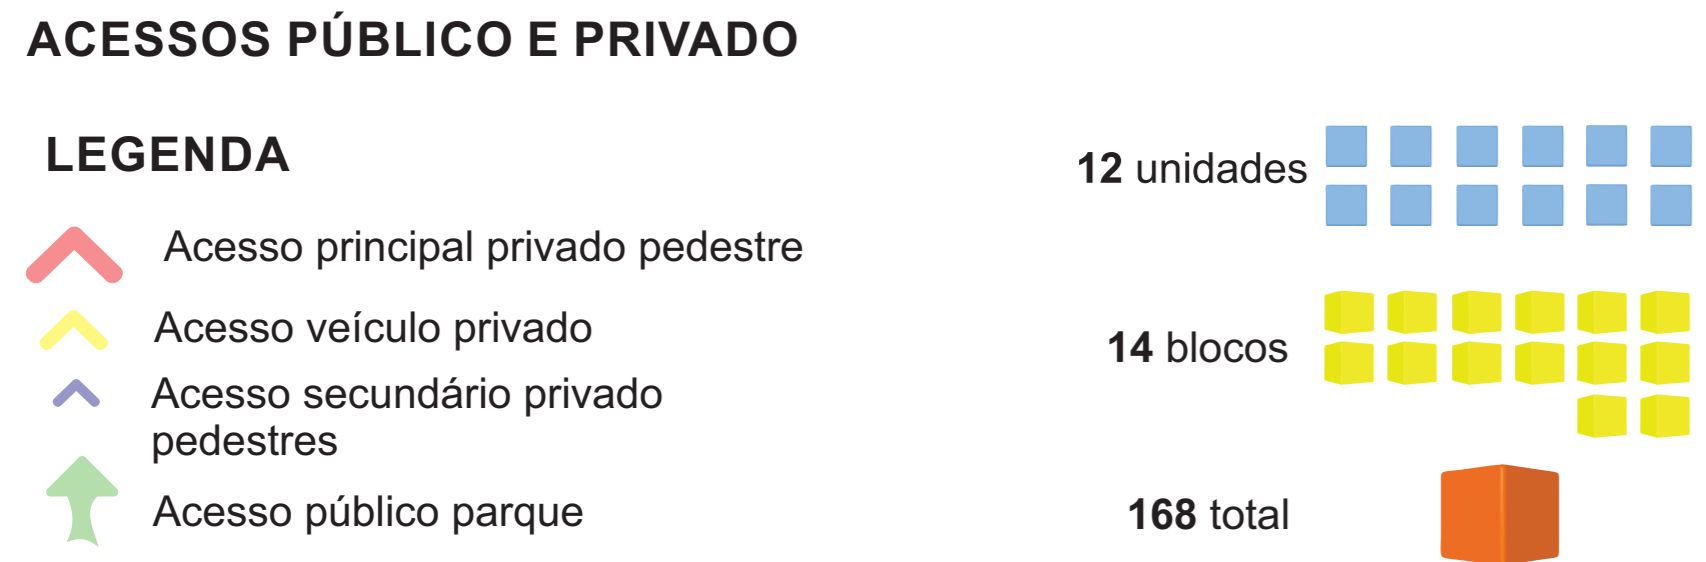 ACESSOS PÚBLICO E PRIVADO
LEGENDA
Acesso principal privado pedestre
Acesso veículo privado
Acesso secundário privado
pedestres
Acesso público parque
12 unidades
14 blocos
168 total